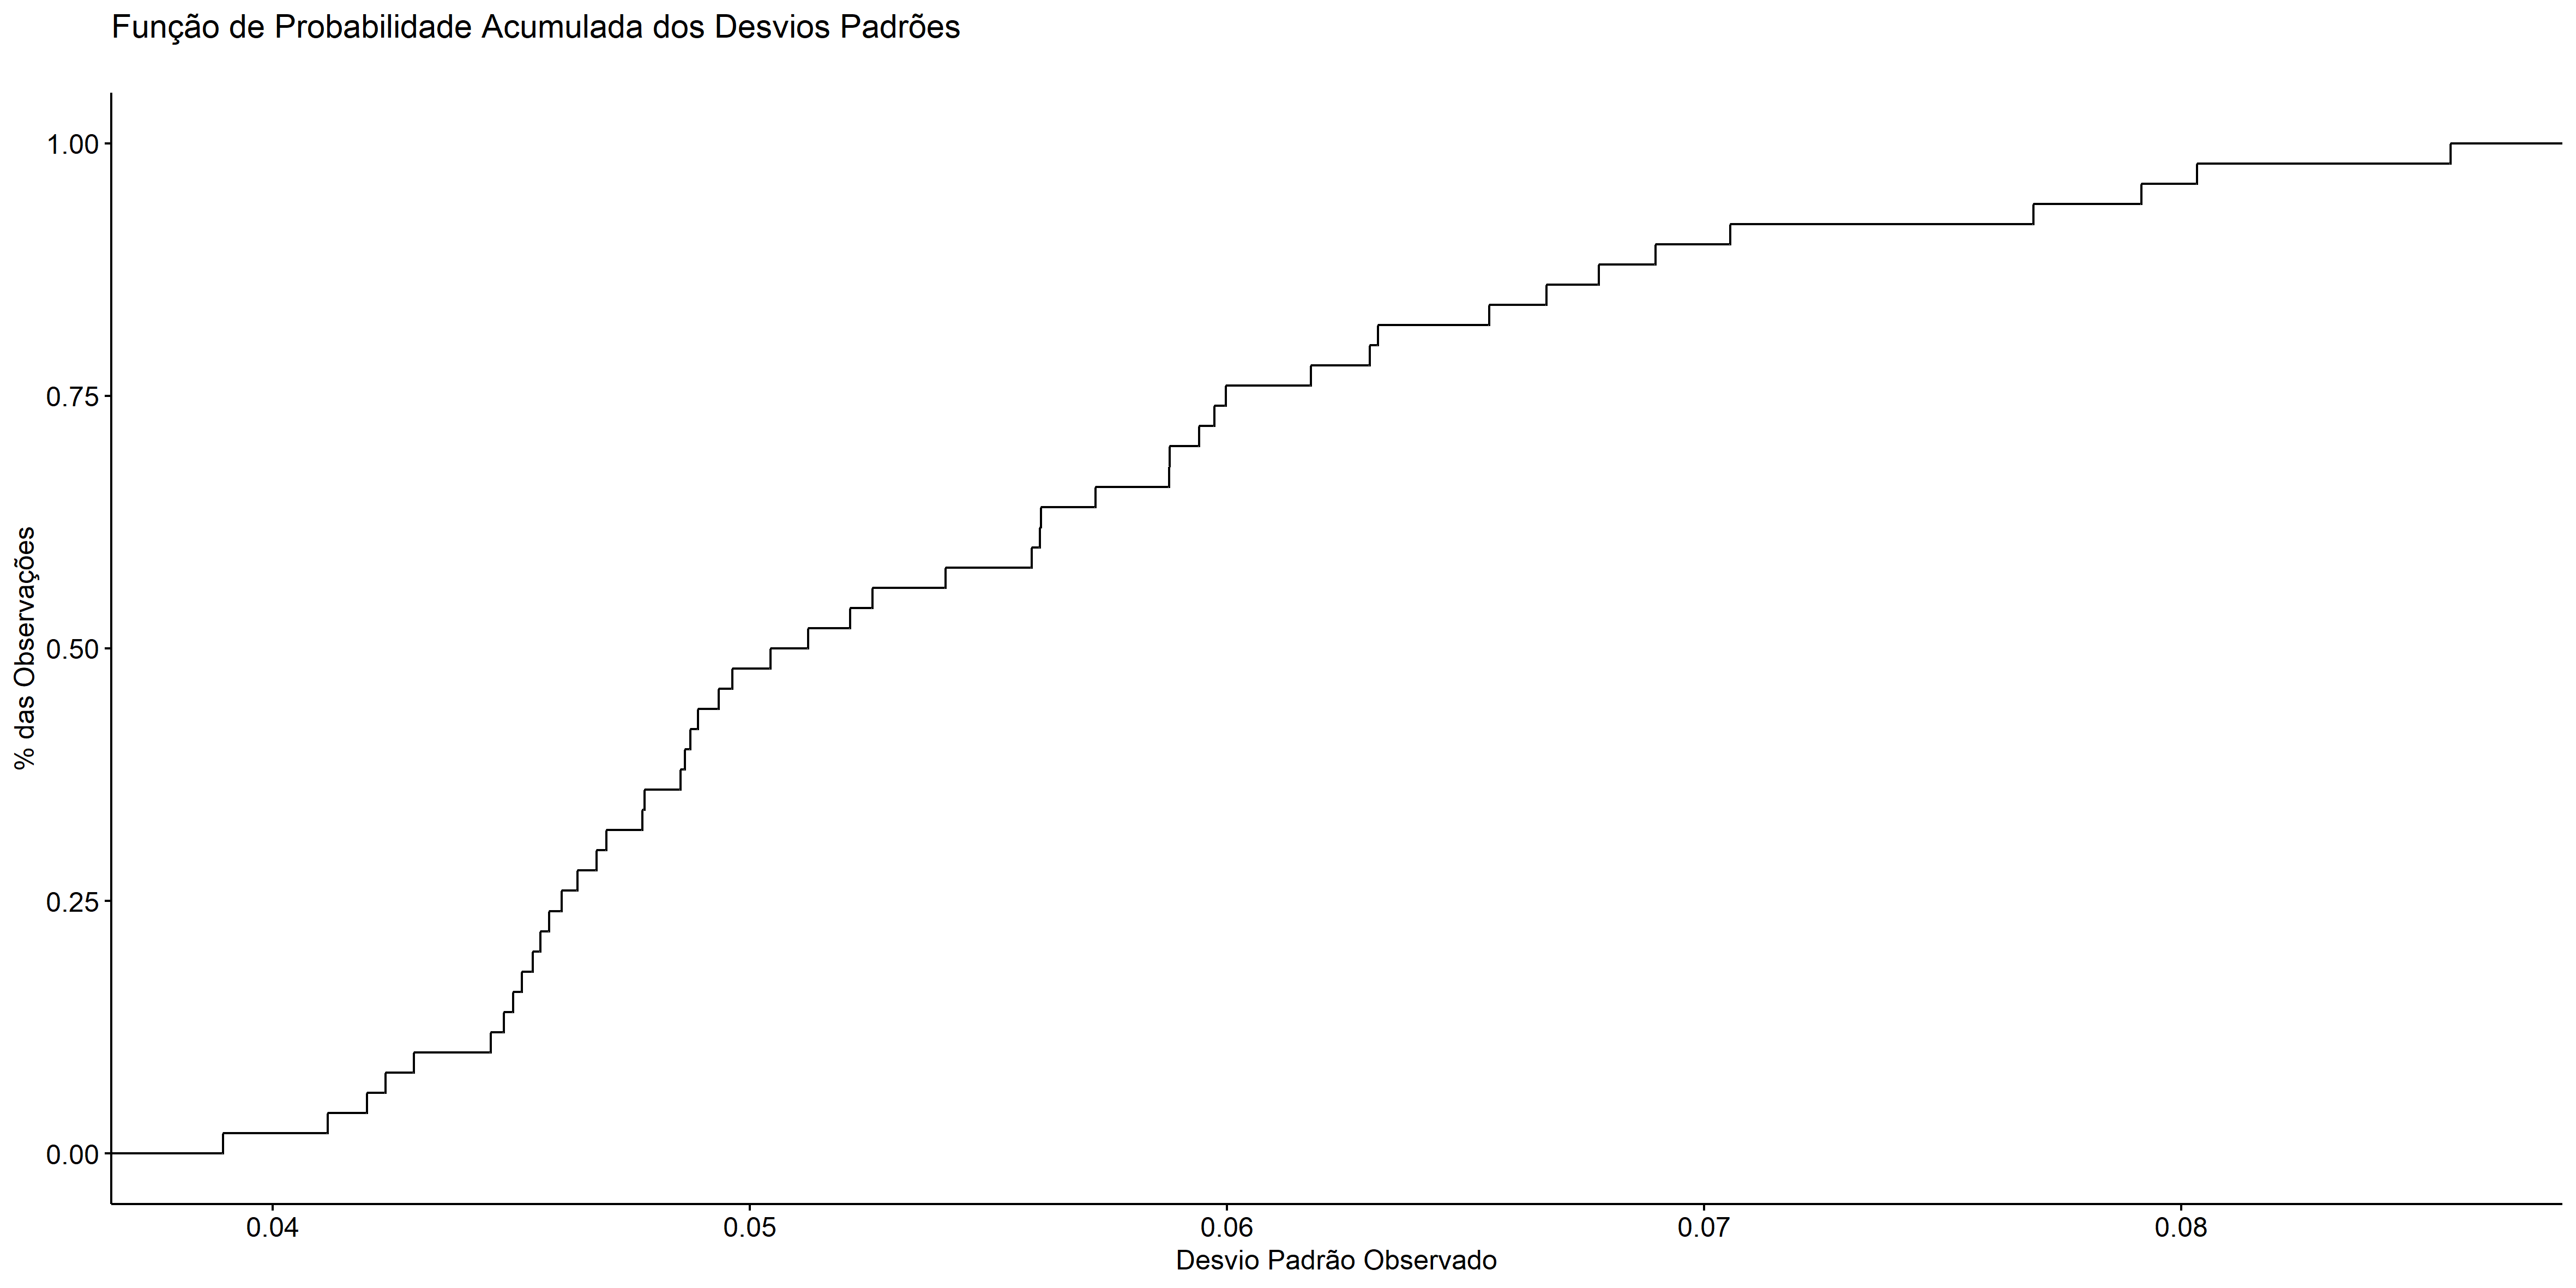 Função de Probabilidade Acumulada dos Desvios Padrões
1.00
0.75
0.50
0.25
0.00
% das Observações
0.04 0.05 0.06 0.07 0.08
Desvio Padrão Observado